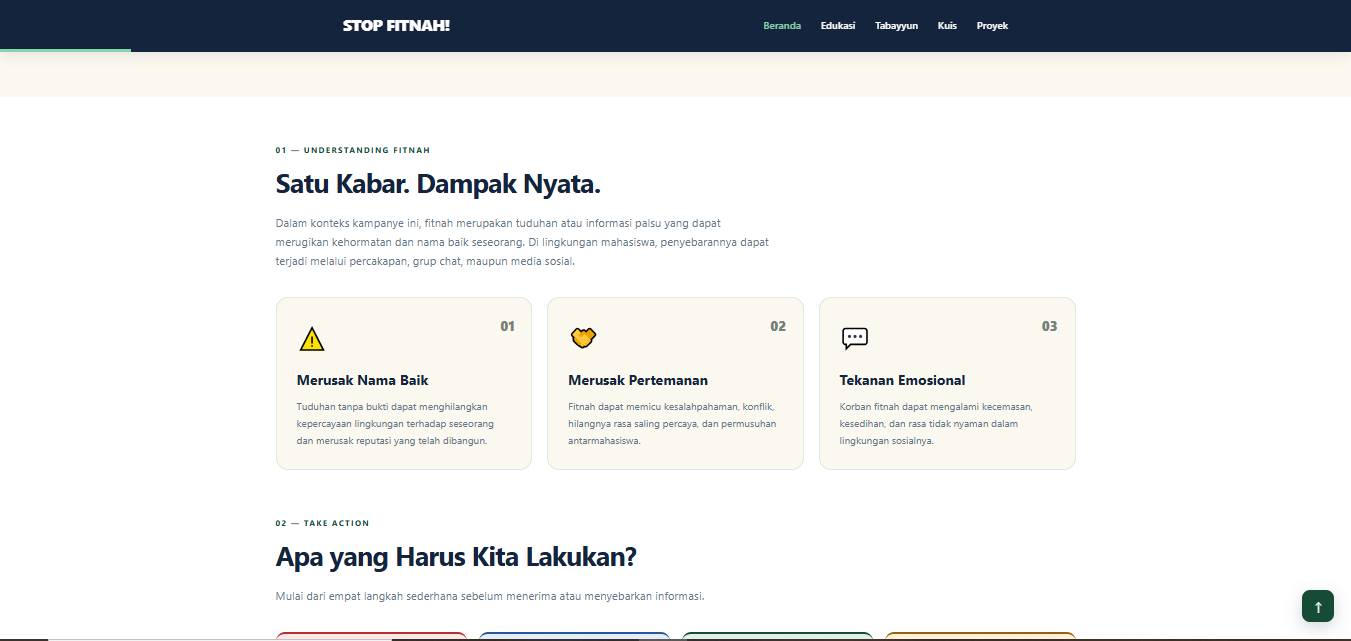 STOP FITNAH!
Beranda Edukasi Tabayyun Kuis Proyek
01 — UNDERSTANDING FITNAH
Satu Kabar. Dampak Nyata.
Dalam konteks kampanye ini, fitnah merupakan tuduhan atau informasi palsu yang dapat
merugikan kehormatan dan nama baik seseorang. Di lingkungan mahasiswa, penyebarannya dapat
terjadi melalui percakapan, grup chat, maupun media sosial.
01
Merusak Nama Baik
Tuduhan tanpa bukti dapat menghilangkan
kepercayaan lingkungan terhadap seseorang
dan merusak reputasi yang telah dibangun.
02
Merusak Pertemanan
Fitnah dapat memicu kesalahpahaman, konflik,
hilangnya rasa saling percaya, dan permusuhan
antarmahasiswa.
03
Tekanan Emosional
Korban fitnah dapat mengalami kecemasan,
kesedihan, dan rasa tidak nyaman dalam
lingkungan sosialnya.
02 — TAKE ACTION
Apa yang Harus Kita Lakukan?
Mulai dari empat langkah sederhana sebelum menerima atau menyebarkan informasi.
↑